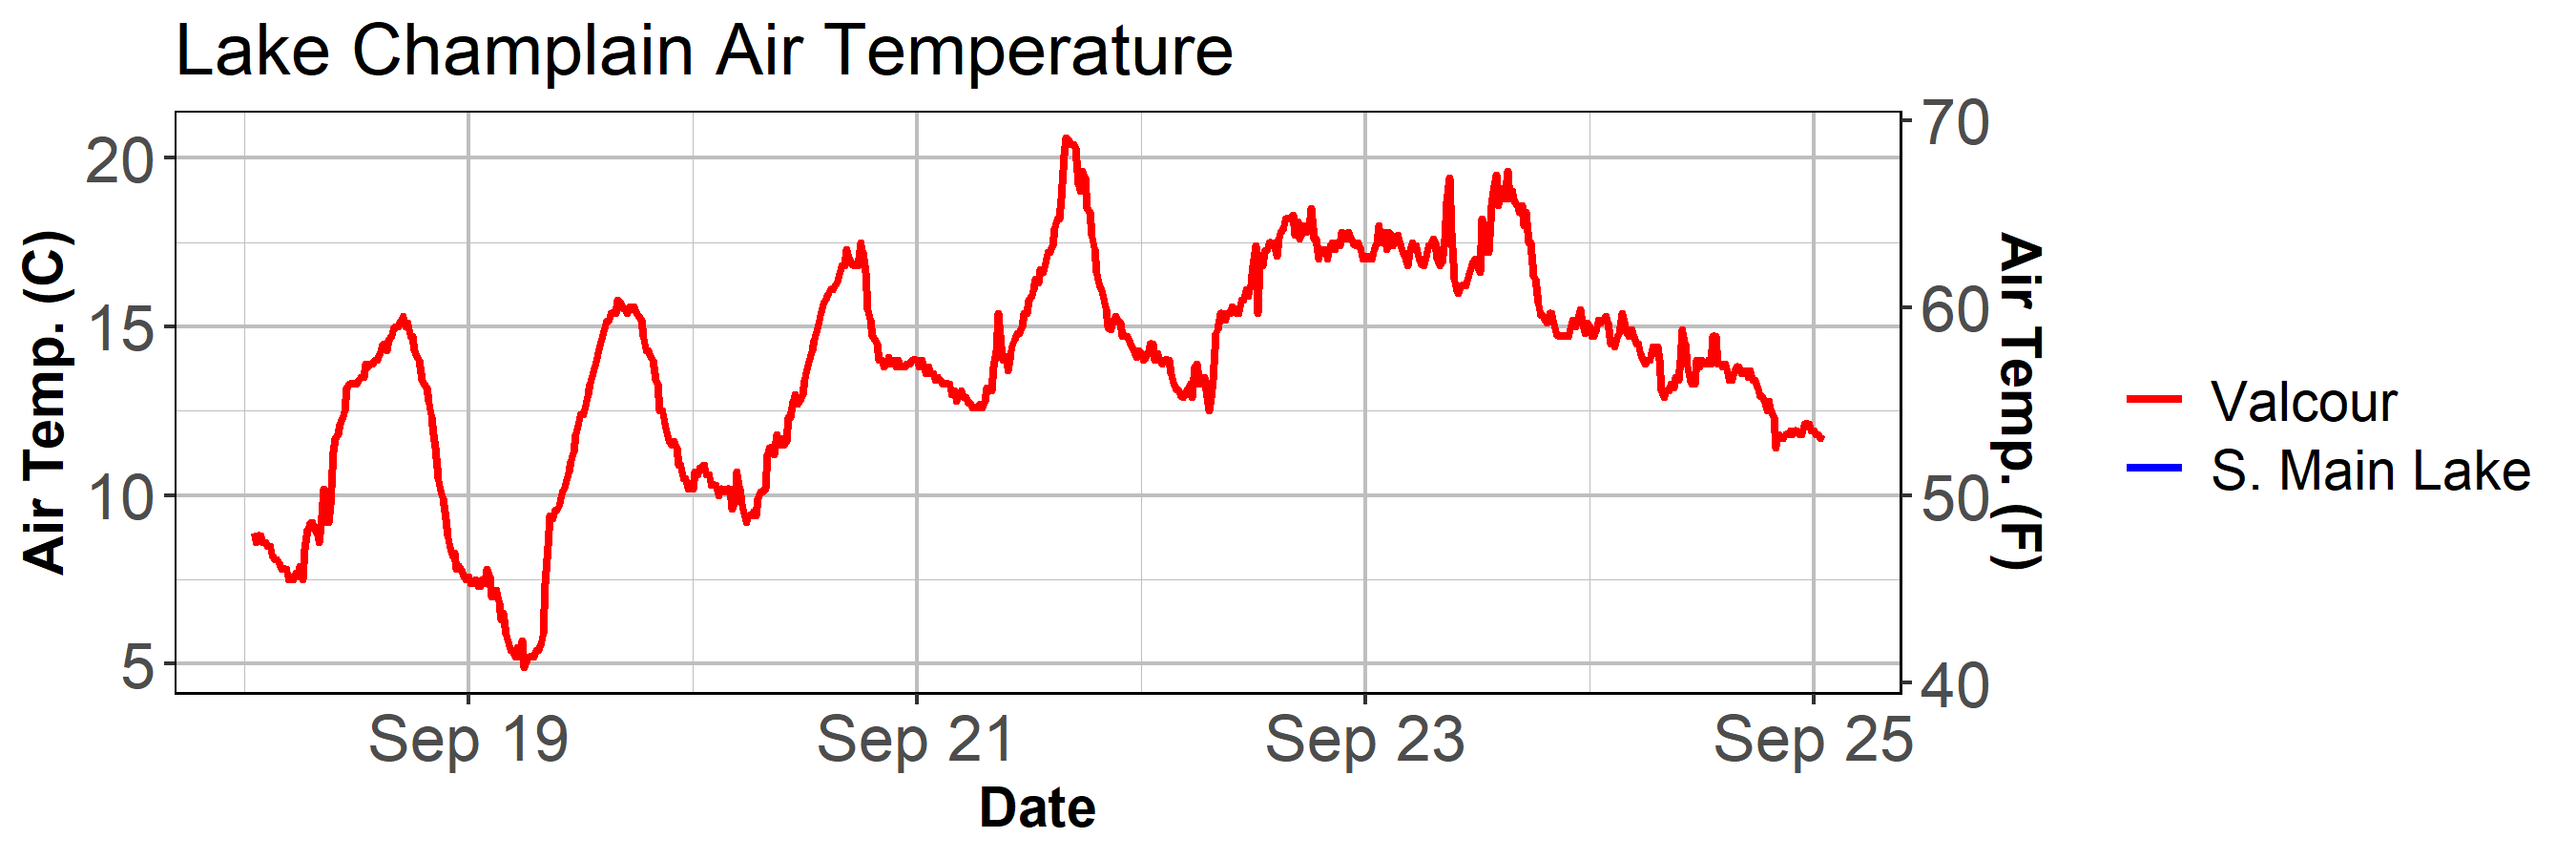 Lake Champlain Air Temperature
Air Temp. (C)
20
15
10
5
70
60
50
40
Air Temp. (F)
Sep 19
Sep 21
Sep 23
Sep 25
Date
Valcour
S. Main Lake